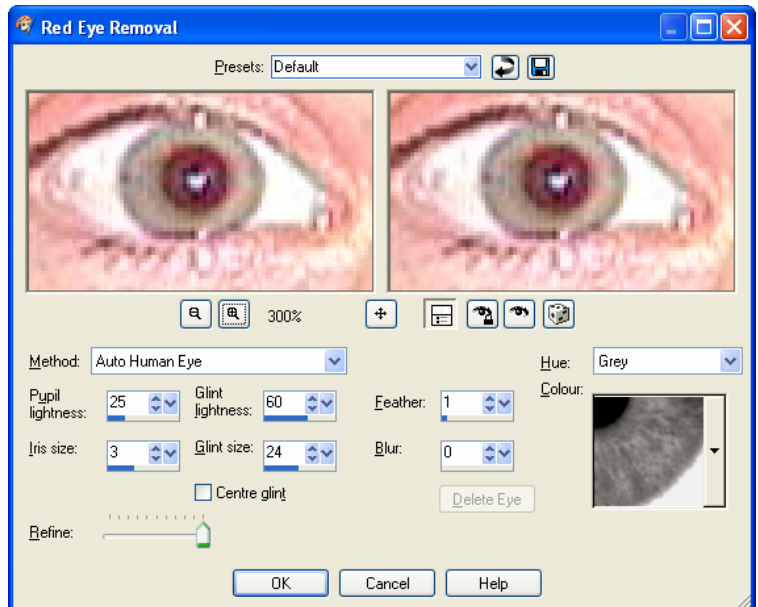 Red Eye Removal
Presets: Default
300%
Method: Auto Human Eye
Hue: Grey
Pupil lightness: 25
Glint lightness: 60
Feather: 1
Colour:
Iris size: 3
Glint size: 24
Blur: 0
Centre glint
Delete Eye
Refine:
OK Cancel Help